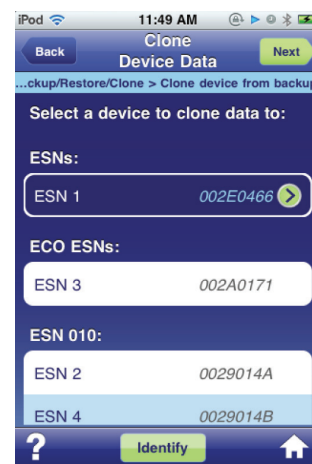 iPod 11:49 AM
Back Clone Device Data Next
...ckup/Restore/Clone > Clone device from backup
Select a device to clone data to:
ESNs:
ESN 1 002E0466
ECO ESNs:
ESN 3 002A0171
ESN 010:
ESN 2 0029014A
ESN 4 0029014B
? Identify